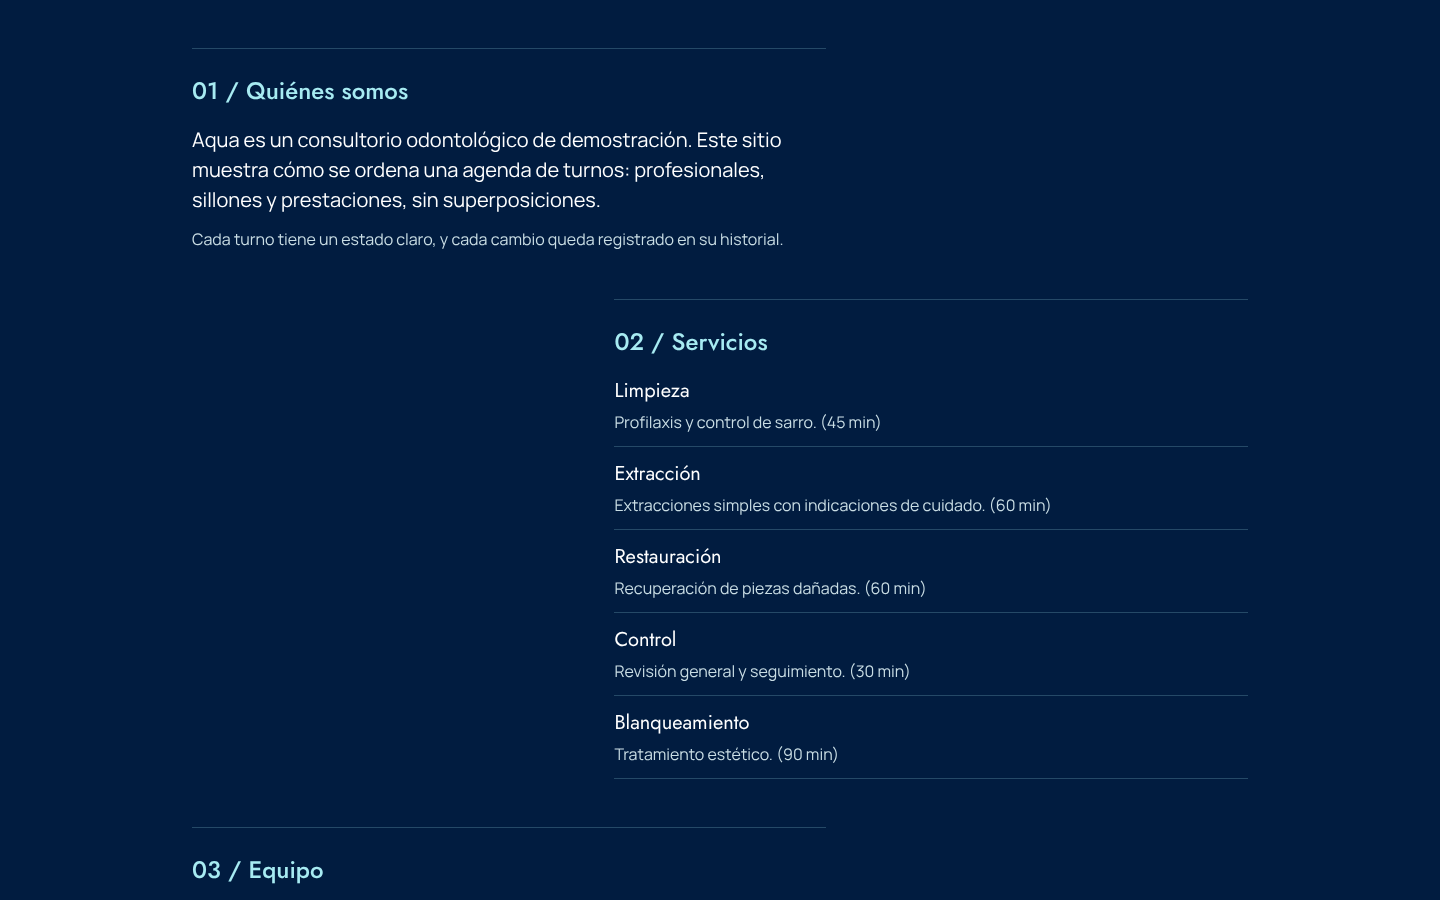 01 / Quiénes somos
Aqua es un consultorio odontológico de demostración. Este sitio
muestra cómo se ordena una agenda de turnos: profesionales,
sillones y prestaciones, sin superposiciones.
Cada turno tiene un estado claro, y cada cambio queda registrado en su historial.
02 / Servicios
Limpieza
Profilaxis y control de sarro. (45 min)
Extracción
Extracciones simples con indicaciones de cuidado. (60 min)
Restauración
Recuperación de piezas dañadas. (60 min)
Control
Revisión general y seguimiento. (30 min)
Blanqueamiento
Tratamiento estético. (90 min)
03 / Equipo